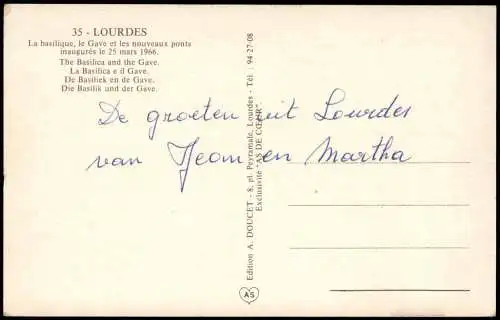 35 - LOURDES
La basilique, le Gave et les nouveaux ponts
inaugurés le 25 mars 1966.
The Basilica and the Gave.
La Basilica e il Gave.
De Basiliek en de Gave.
Die Basilik und der Gave.
De groeten uit Lourdes
van Jeom en Martha
Edition A. DOUCET - 8, pl. Peyramale, Lourdes - Tél : 94-27-08
Exclusivité "AS DE CŒUR"
AS